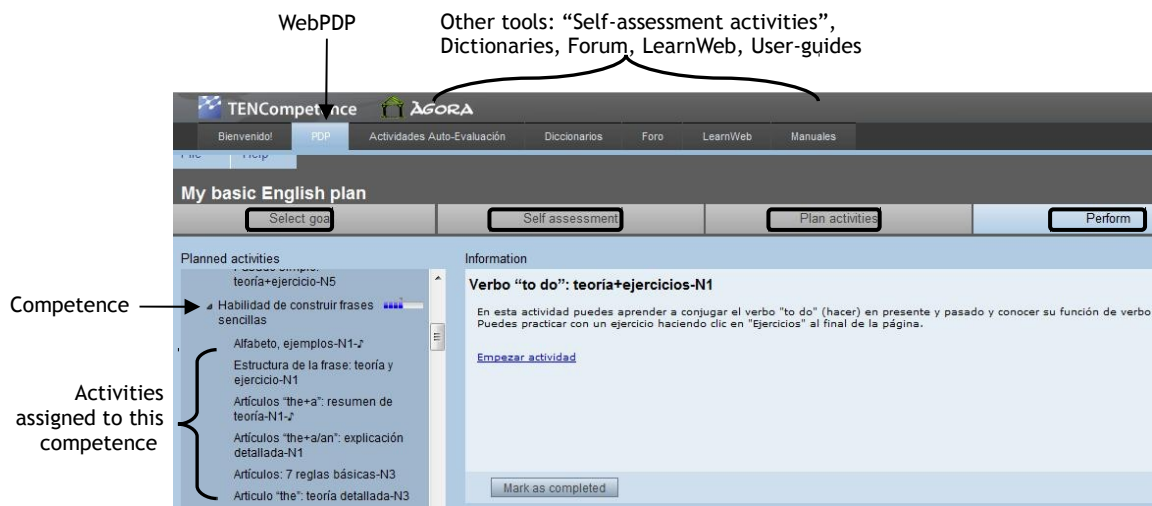 WebPDP
Other tools: “Self-assessment activities”,
Dictionaries, Forum, LearnWeb, User-guides
TENCompetence ÀGORA
Bienvenido! PDP Actividades Auto-Evaluación Diccionarios Foro LearnWeb Manuales
File Help
My basic English plan
Select goal Self assessment Plan activities Perform
Planned activities
Information
teoría+ejercicio-N5
Verbo “to do”: teoría+ejercicios-N1
Competence
Habilidad de construir frases
sencillas
En esta actividad puedes aprender a conjugar el verbo "to do" (hacer) en presente y pasado y conocer su función de verbo
Puedes practicar con un ejercicio haciendo clic en "Ejercicios" al final de la página.
Alfabeto, ejemplos-N1-♪
Empezar actividad
Estructura de la frase: teoría y
ejercicio-N1
Activities
assigned to this
competence
Artículos “the+a”: resumen de
teoría-N1-♪
Artículos “the+a/an”: explicación
detallada-N1
Artículos: 7 reglas básicas-N3
Articulo “the”: teoría detallada-N3
Mark as completed